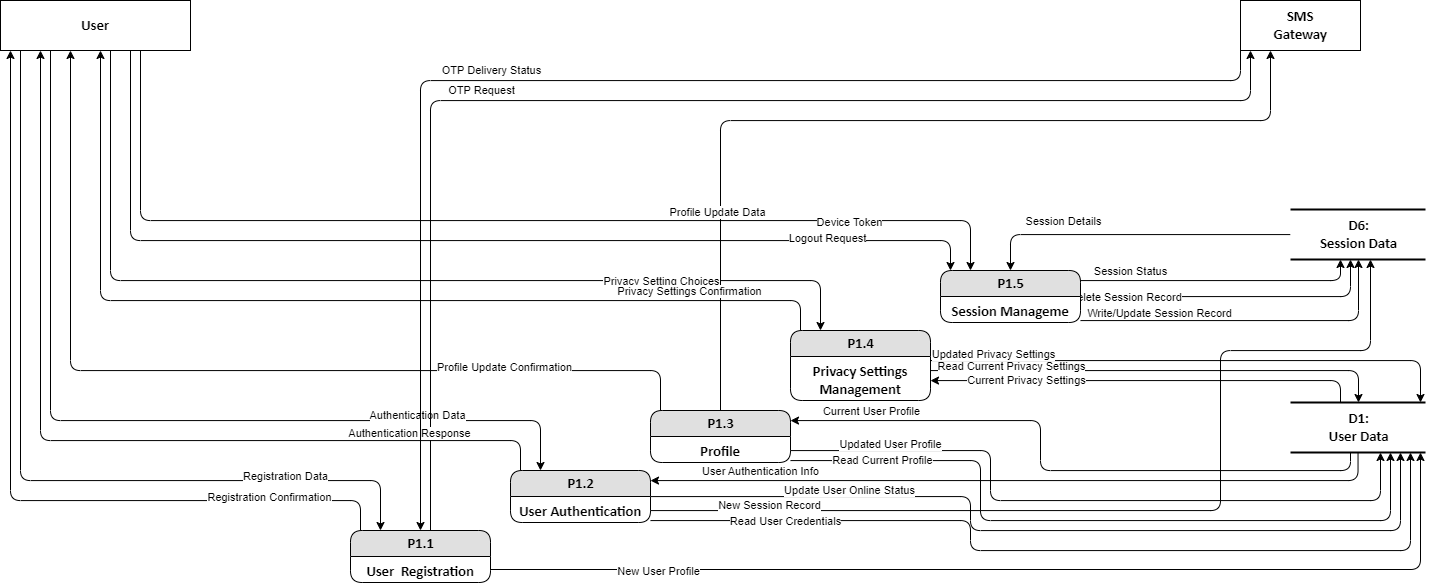 User
SMS
Gateway
OTP Delivery Status
OTP Request
Profile Update Data
Device Token
Logout Request
Session Details
D6:
Session Data
Session Status
P1.5
Session Manageme
elete Session Record
Write/Update Session Record
Privacy Setting Choices
Privacy Settings Confirmation
P1.4
Privacy Settings
Management
Updated Privacy Settings
Read Current Privacy Settings
Current Privacy Settings
Profile Update Confirmation
D1:
User Data
Authentication Data
Authentication Response
P1.3
Profile
Current User Profile
Updated User Profile
Read Current Profile
User Authentication Info
Registration Data
Registration Confirmation
P1.2
User Authentication
Update User Online Status
New Session Record
Read User Credentials
P1.1
User Registration
New User Profile